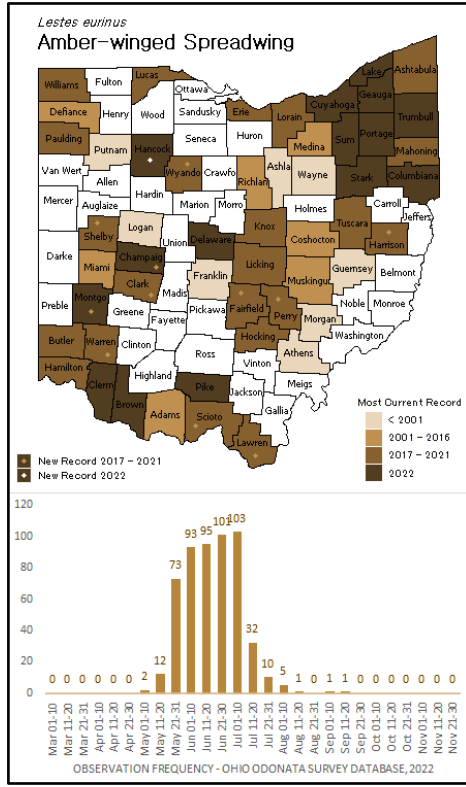 Lestes eurinus
Amber-winged Spreadwing
Williams
Fulton
Lucas
Ottawa
Lake
Ashtabula
Geauga
Cuyahoga
Defiance
Henry
Wood
Sandusky
Erie
Lorain
Trumbull
Paulding
Putnam
Hancock
Seneca
Huron
Medina
Sum
Portage
Mahoning
Van Wert
Allen
Wyando
Crawfo
Richlan
Ashla
Wayne
Stark
Columbiana
Mercer
Auglaize
Hardin
Marion
Morro
Holmes
Carroll
Jeffers
Shelby
Logan
Union
Delaware
Knox
Coshocton
Tuscara
Harrison
Darke
Miami
Champaig
Franklin
Licking
Muskingu
Guernsey
Belmont
Preble
Montgo
Clark
Madis
Pickawa
Fairfield
Perry
Morgan
Noble
Monroe
Greene
Fayette
Washington
Butler
Warren
Clinton
Ross
Hocking
Athens
Hamilton
Clerm
Highland
Vinton
Meigs
Brown
Adams
Pike
Jackson
Gallia
Scioto
Lawren
Most Current Record
< 2001
2001 - 2016
2017 - 2021
2022
New Record 2017 - 2021
New Record 2022
120
100
80
60
40
20
0
0 0 0 0 0 0 2 12 73 93 95 101 103 32 10 5 1 0 1 1 0 0 0 0 0 0
Mar 01-10
Mar 11-20
Mar 21-31
Apr 01-10
Apr 11-20
Apr 21-30
May 01-10
May 11-20
May 21-31
Jun 01-10
Jun 11-20
Jun 21-30
Jul 01-10
Jul 11-20
Jul 21-31
Aug 01-10
Aug 11-20
Aug 21-31
Sep 01-10
Sep 11-20
Sep 21-30
Oct 01-10
Oct 11-20
Oct 21-31
Nov 01-10
Nov 11-20
Nov 21-30
OBSERVATION FREQUENCY - OHIO ODONATA SURVEY DATABASE, 2022